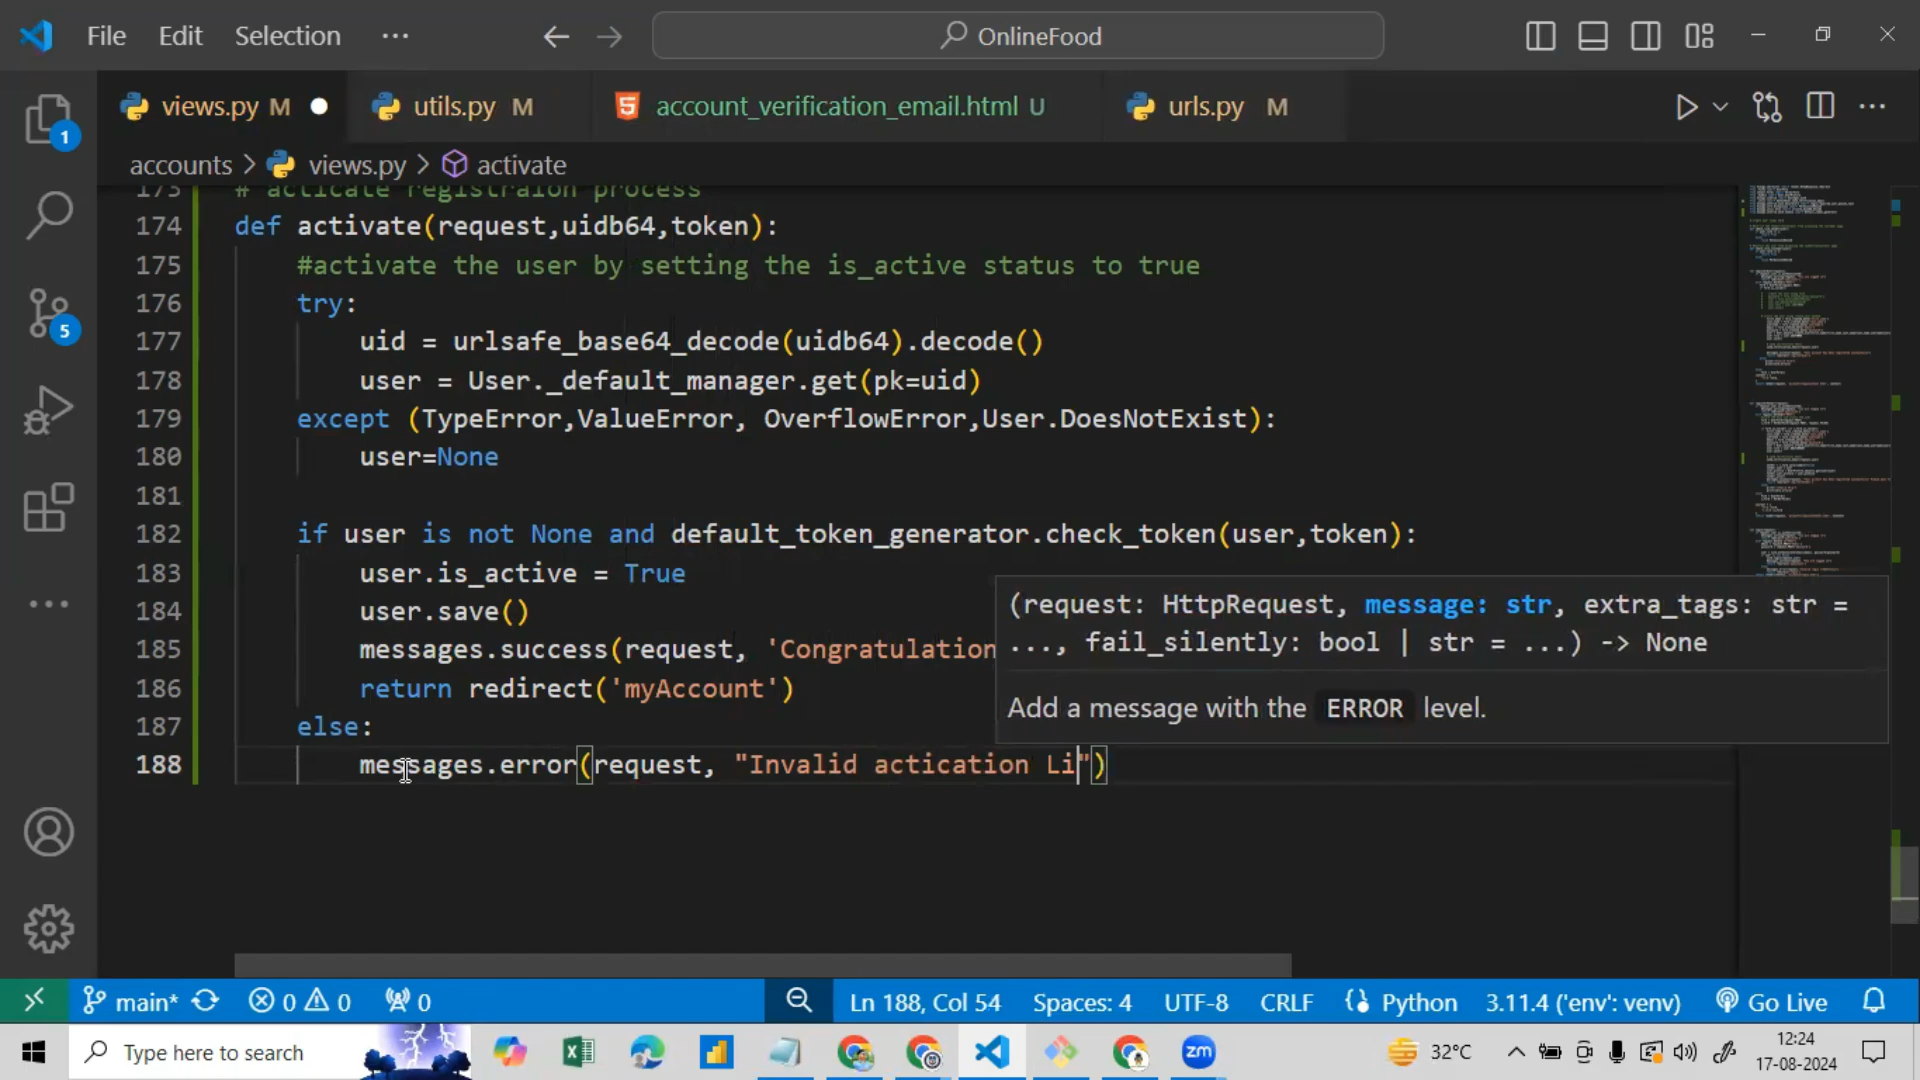 File Edit Selection ... OnlineFood
views.py M utils.py M account_verification_email.html U urls.py M
accounts > views.py > activate
173 # acticate registraion process
174 def activate(request,uidb64,token):
175 #activate the user by setting the is_active status to true
176 try:
177 uid = urlsafe_base64_decode(uidb64).decode()
178 user = User._default_manager.get(pk=uid)
179 except (TypeError,ValueError, OverflowError,User.DoesNotExist):
180 user=None
181
182 if user is not None and default_token_generator.check_token(user,token):
183 user.is_active = True
184 user.save()
185 messages.success(request, 'Congratulation
186 return redirect('myAccount')
187 else:
188 messages.error(request, "Invalid actication Li")
(request: HttpRequest, message: str, extra_tags: str =
..., fail_silently: bool | str = ...) -> None
Add a message with the ERROR level.
1
5
main* 0 0 0 Ln 188, Col 54 Spaces: 4 UTF-8 CRLF Python 3.11.4 ('env': venv) Go Live
Type here to search zm 32°C 12:24
17-08-2024